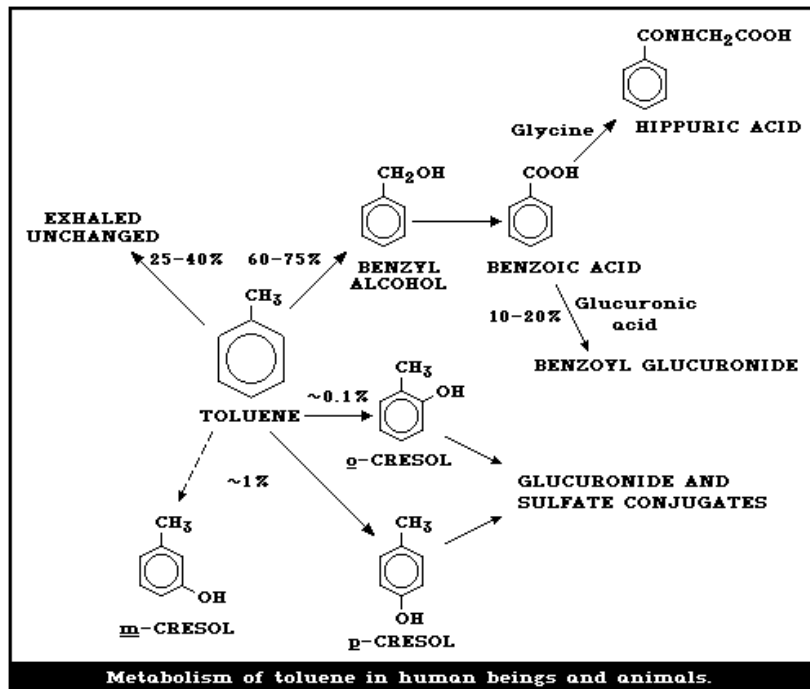 CONHCH₂COOH
Glycine
HIPPURIC ACID
CH₂OH
COOH
EXHALED
UNCHANGED
25-40%
60-75%
BENZYL
ALCOHOL
BENZOIC ACID
CH₃
10-20%
Glucuronic
acid
BENZOYL GLUCURONIDE
TOLUENE
~0.1%
CH₃
OH
o-CRESOL
~1%
GLUCURONIDE AND
SULFATE CONJUGATES
CH₃
OH
m-CRESOL
CH₃
OH
p-CRESOL
Metabolism of toluene in human beings and animals.